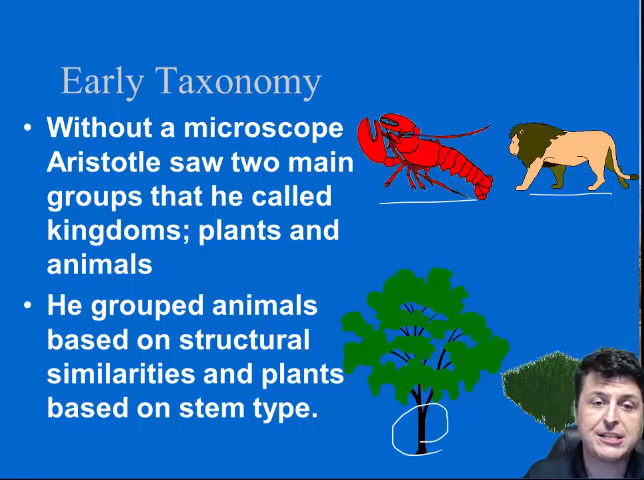 Early Taxonomy
• Without a microscope
Aristotle saw two main
groups that he called
kingdoms; plants and
animals
• He grouped animals
based on structural
similarities and plants
based on stem type.